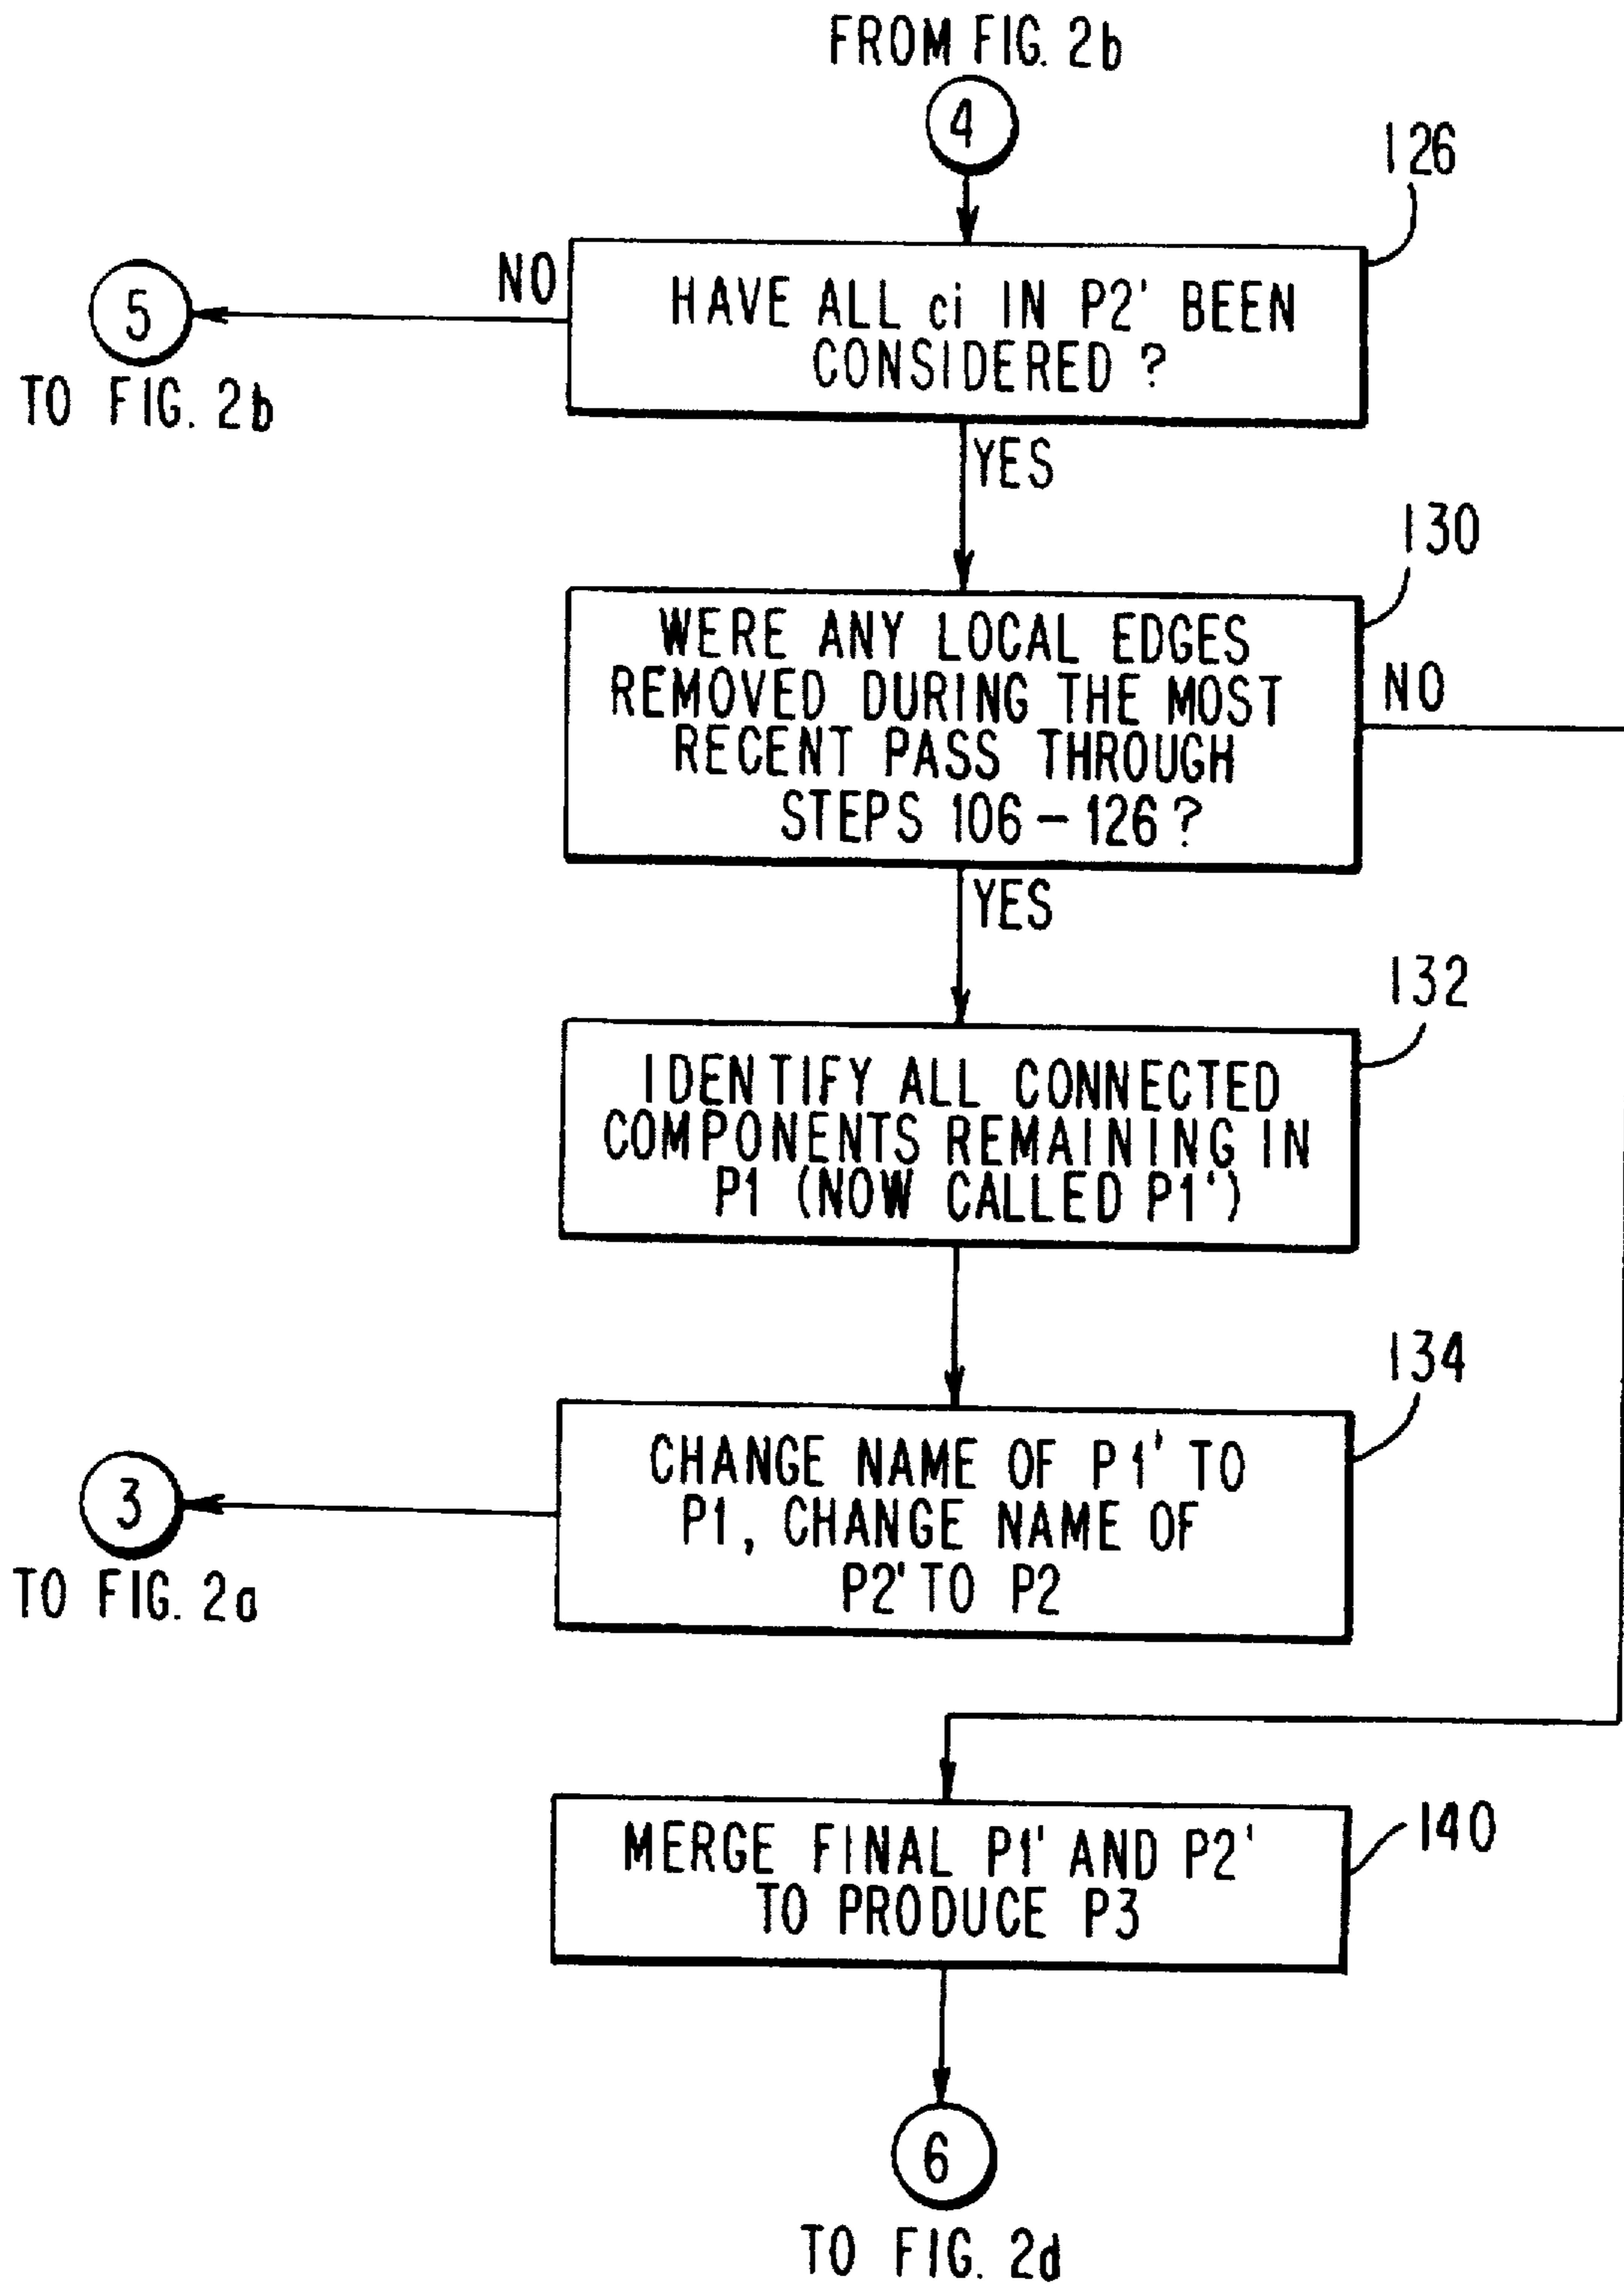 FROM FIG. 2b
4
126
NO
HAVE ALL ci IN P2' BEEN
CONSIDERED ?
5
TO FIG. 2b
YES
130
WERE ANY LOCAL EDGES
REMOVED DURING THE MOST
RECENT PASS THROUGH
STEPS 106 – 126 ?
NO
YES
132
IDENTIFY ALL CONNECTED
COMPONENTS REMAINING IN
P1 (NOW CALLED P1')
134
CHANGE NAME OF P1' TO
P1, CHANGE NAME OF
P2' TO P2
3
TO FIG. 2a
140
MERGE FINAL P1' AND P2'
TO PRODUCE P3
6
TO FIG. 2d